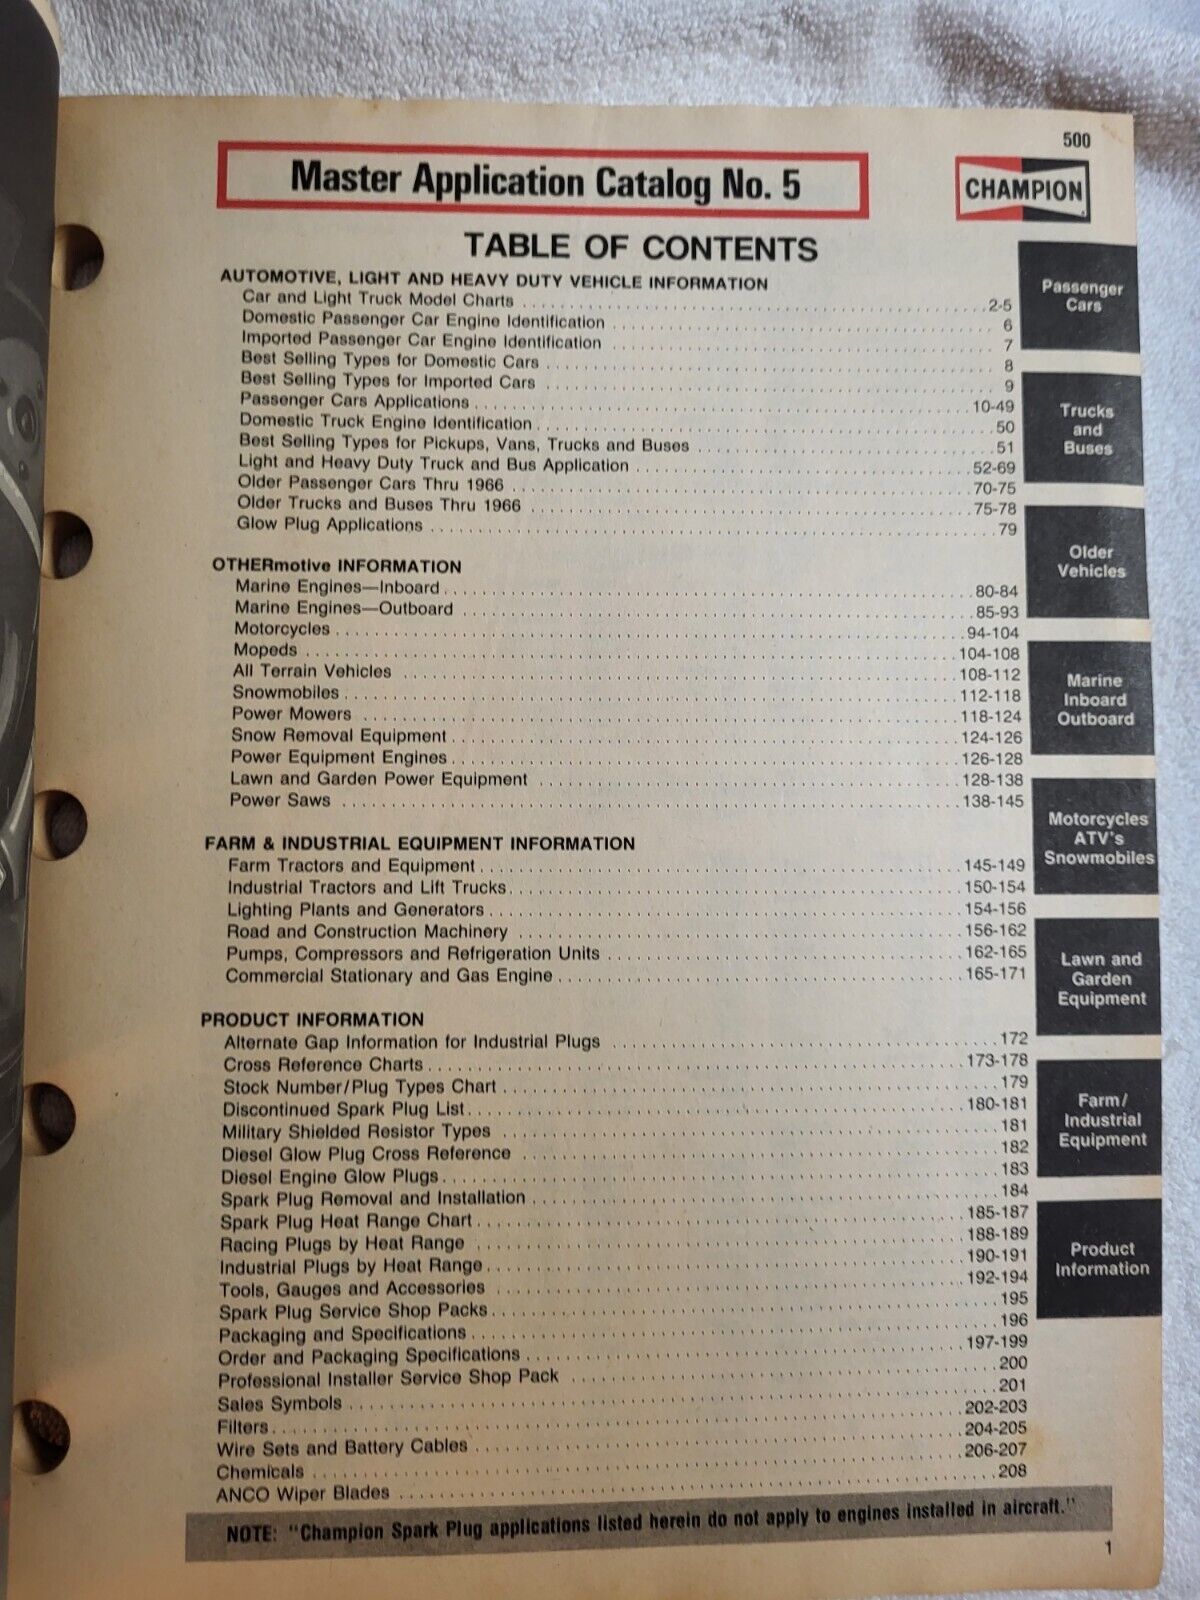 500
Master Application Catalog No. 5
CHAMPION
TABLE OF CONTENTS
AUTOMOTIVE, LIGHT AND HEAVY DUTY VEHICLE INFORMATION
Car and Light Truck Model Charts 2-5
Domestic Passenger Car Engine Identification 6
Imported Passenger Car Engine Identification 7
Best Selling Types for Domestic Cars 8
Best Selling Types for Imported Cars 9
Passenger Cars Applications 10-49
Domestic Truck Engine Identification 50
Best Selling Types for Pickups, Vans, Trucks and Buses 51
Light and Heavy Duty Truck and Bus Application 52-69
Older Passenger Cars Thru 1966 70-75
Older Trucks and Buses Thru 1966 75-78
Glow Plug Applications 79
OTHERmotive INFORMATION
Marine Engines—Inboard 80-84
Marine Engines—Outboard 85-93
Motorcycles 94-104
Mopeds 104-108
All Terrain Vehicles 108-112
Snowmobiles 112-118
Power Mowers 118-124
Snow Removal Equipment 124-126
Power Equipment Engines 126-128
Lawn and Garden Power Equipment 128-138
Power Saws 138-145
FARM & INDUSTRIAL EQUIPMENT INFORMATION
Farm Tractors and Equipment 145-149
Industrial Tractors and Lift Trucks 150-154
Lighting Plants and Generators 154-156
Road and Construction Machinery 156-162
Pumps, Compressors and Refrigeration Units 162-165
Commercial Stationary and Gas Engine 165-171
PRODUCT INFORMATION
Alternate Gap Information for Industrial Plugs 172
Cross Reference Charts 173-178
Stock Number/Plug Types Chart 179
Discontinued Spark Plug List 180-181
Military Shielded Resistor Types 181
Diesel Glow Plug Cross Reference 182
Diesel Engine Glow Plugs 183
Spark Plug Removal and Installation 184
Spark Plug Heat Range Chart 185-187
Racing Plugs by Heat Range 188-189
Industrial Plugs by Heat Range 190-191
Tools, Gauges and Accessories 192-194
Spark Plug Service Shop Packs 195
Packaging and Specifications 196
Order and Packaging Specifications 197-199
Professional Installer Service Shop Pack 200
Sales Symbols 201
Filters 202-203
Wire Sets and Battery Cables 204-205
Chemicals 206-207
ANCO Wiper Blades 208
NOTE: "Champion Spark Plug applications listed herein do not apply to engines installed in aircraft."
1
Passenger
Cars
Trucks
and
Buses
Older
Vehicles
Marine
Inboard
Outboard
Motorcycles
ATV's
Snowmobiles
Lawn and
Garden
Equipment
Farm/
Industrial
Equipment
Product
Information